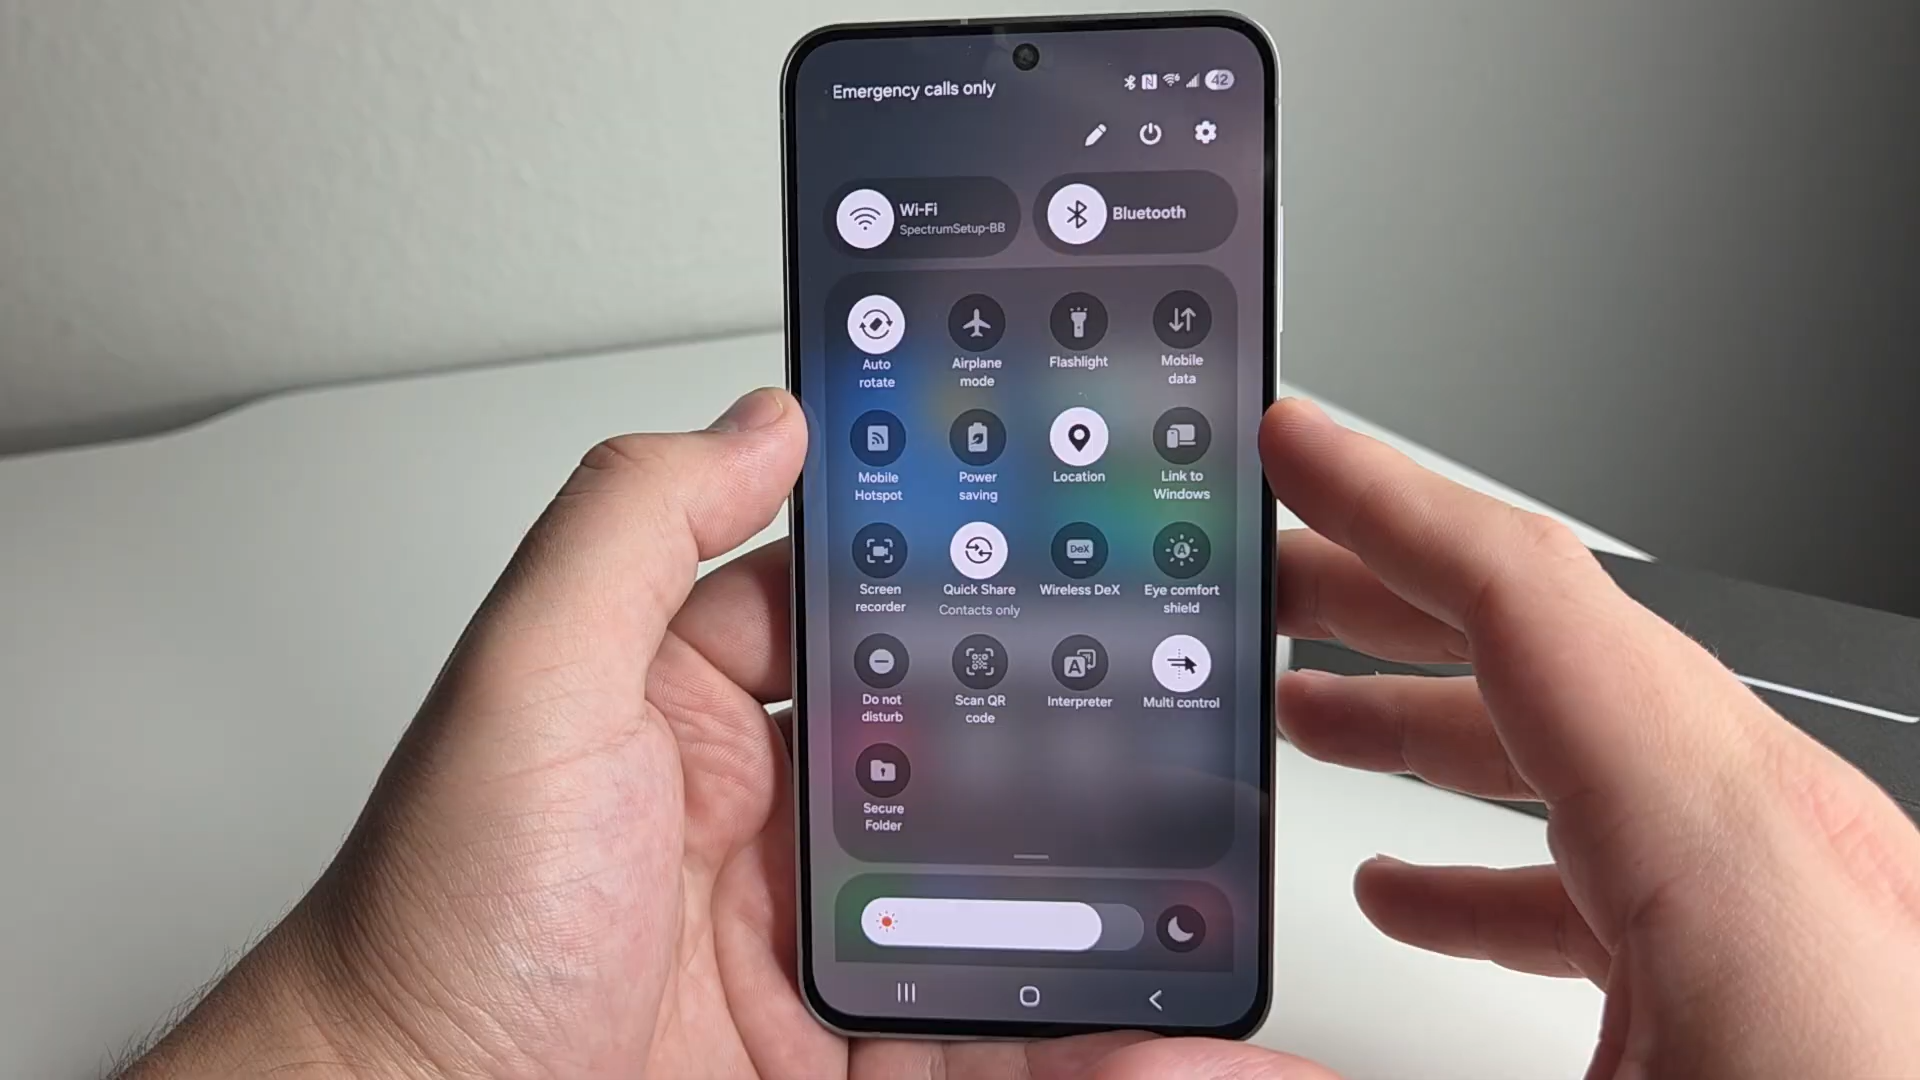 Emergency calls only
42
Wi-Fi
SpectrumSetup-BB
Bluetooth
Auto
rotate
Airplane
mode
Flashlight
Mobile
data
Mobile
Hotspot
Power
saving
Location
Link to
Windows
Screen
recorder
Quick Share
Contacts only
DeX
Wireless DeX
A
Eye comfort
shield
Do not
disturb
Scan QR
code
A
Interpreter
Multi control
Secure
Folder